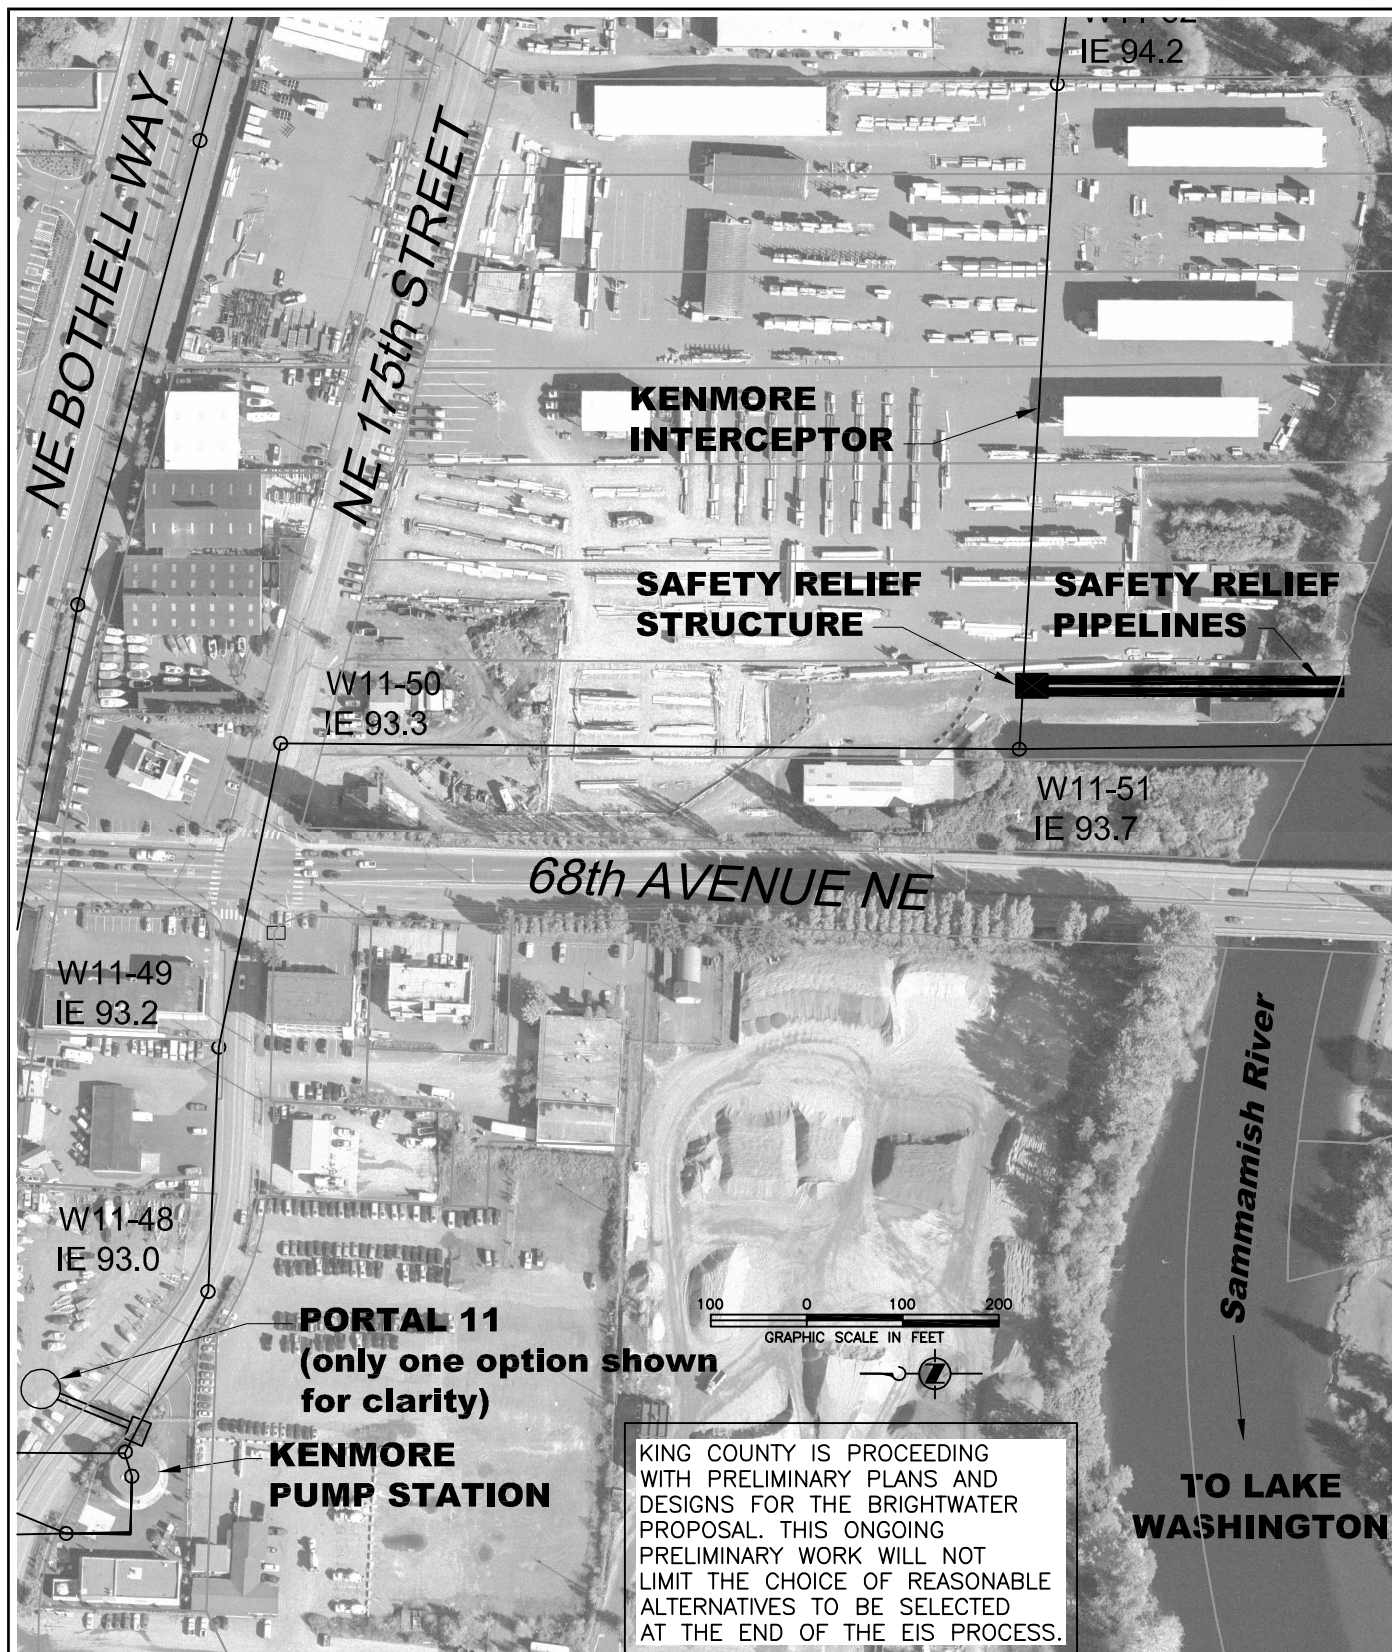 W11-52
IE 94.2
NE BOTHELL WAY
NE 175th STREET
KENMORE
INTERCEPTOR
SAFETY RELIEF
STRUCTURE
SAFETY RELIEF
PIPELINES
W11-50
IE 93.3
W11-51
IE 93.7
68th AVENUE NE
W11-49
IE 93.2
Sammamish River
W11-48
IE 93.0
PORTAL 11
(only one option shown
for clarity)
100 0 100 200
GRAPHIC SCALE IN FEET
Z
KENMORE
PUMP STATION
TO LAKE
WASHINGTON
KING COUNTY IS PROCEEDING
WITH PRELIMINARY PLANS AND
DESIGNS FOR THE BRIGHTWATER
PROPOSAL. THIS ONGOING
PRELIMINARY WORK WILL NOT
LIMIT THE CHOICE OF REASONABLE
ALTERNATIVES TO BE SELECTED
AT THE END OF THE EIS PROCESS.